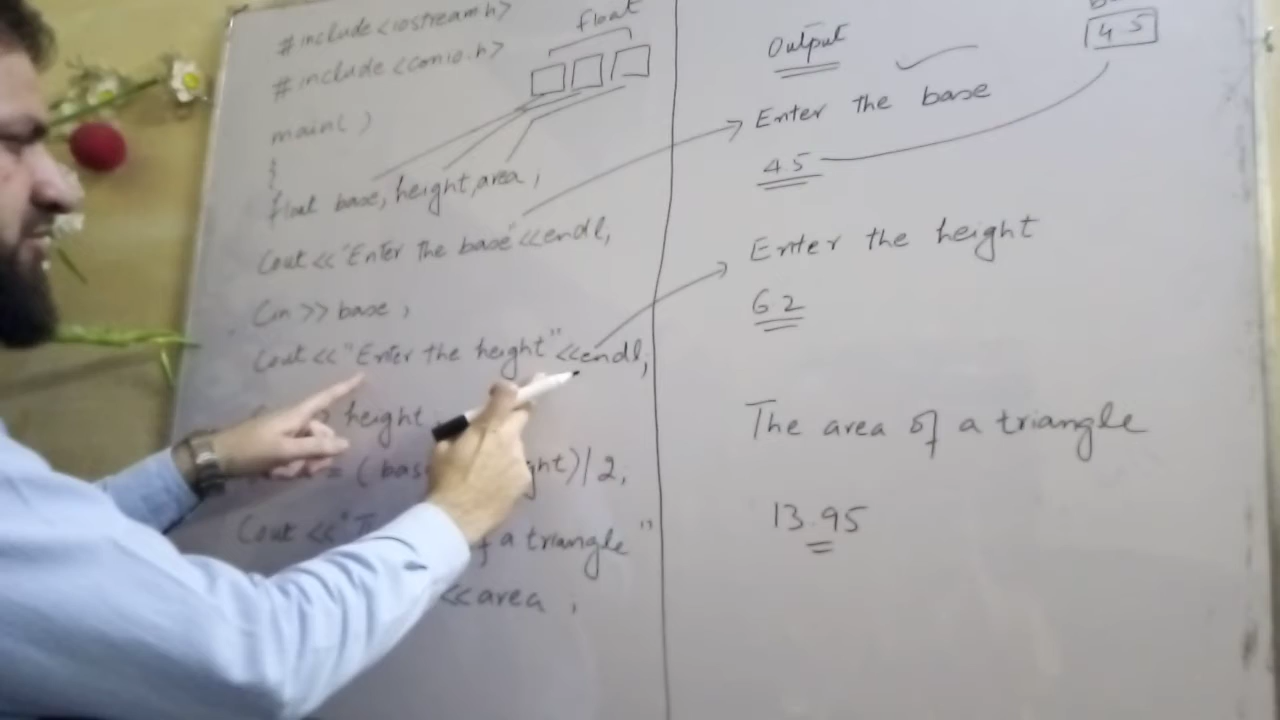 #include<iostream.h>
#include<conio.h>
float
main( )
{
float base, height, area ;
Cout << "Enter The base" <<endl;
Cin >> base ;
Cout << "Enter the height" <<endl;
height
= ( )/2;
Cout << " a triangle"
<<area ;
Output
4.5
Enter the base
4.5
Enter the height
6.2
The area of a triangle
13.95